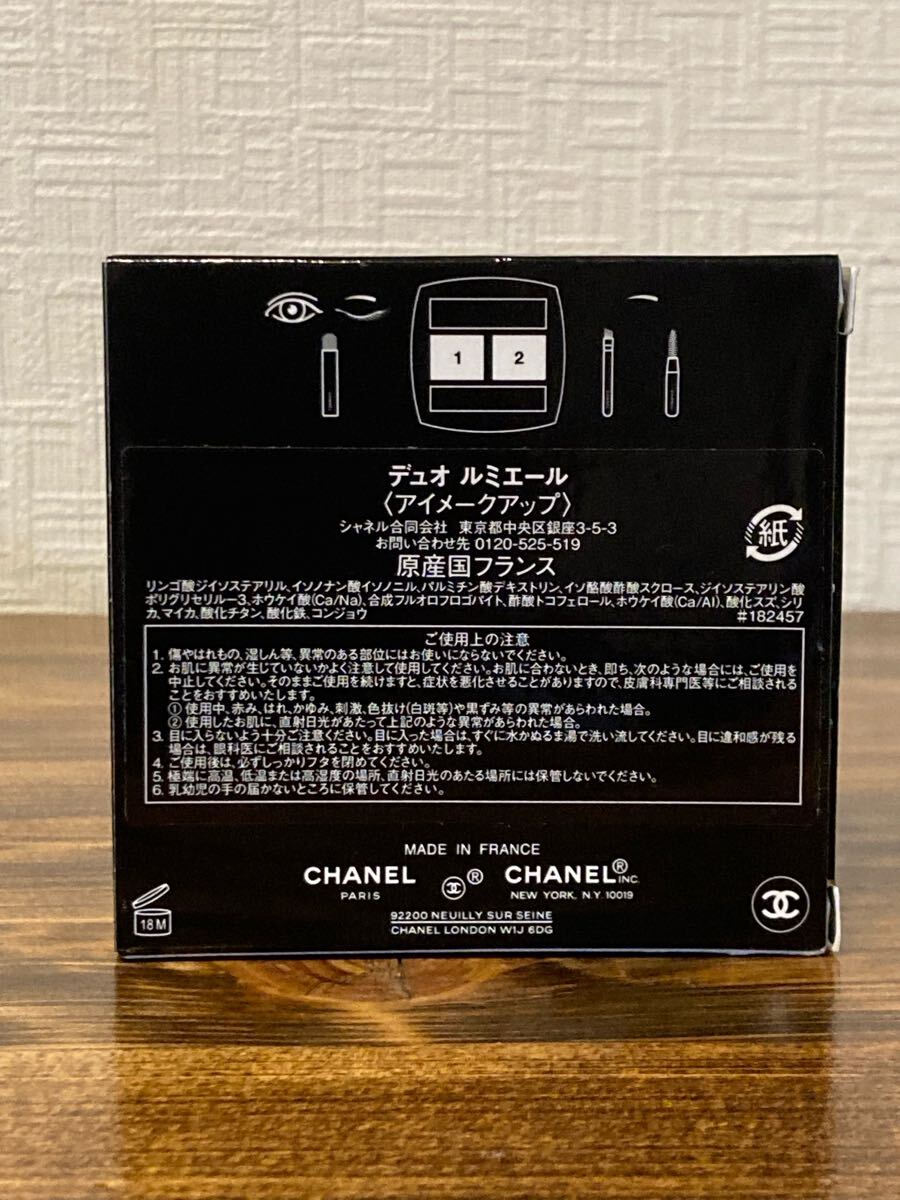 1 2
デュオ ルミエール
〈アイメークアップ〉
シャネル合同会社 東京都中央区銀座3-5-3
お問い合わせ先 0120-525-519
原産国フランス
紙
リンゴ酸ジイソステアリル,イソノナン酸イソノニル,パルミチン酸デキストリン,イソ酪酸酢酸スクロース,ジイソステアリン酸
ポリグリセリル−3,ホウケイ酸(Ca/Na),合成フルオロフロゴパイト,酢酸トコフェロール,ホウケイ酸(Ca/Al),酸化スズ,シリ
カ,マイカ,酸化チタン,酸化鉄,コンジョウ #182457
ご使用上の注意
1. 傷やはれもの、湿しん等、異常のある部位にはお使いにならないでください。
2. お肌に異常が生じていないかよく注意して使用してください。お肌に合わないとき、即ち、次のような場合には、ご使用を
中止してください。そのままご使用を続けますと、症状を悪化させることがありますので、皮膚科専門医等にご相談される
ことをおすすめいたします。
① 使用中、赤み、はれ、かゆみ、刺激、色抜け(白斑等)や黒ずみ等の異常があらわれた場合。
② 使用したお肌に、直射日光があたって上記のような異常があらわれた場合。
3. 目に入らないよう十分ご注意ください。目に入った場合は、すぐに水かぬるま湯で洗い流してください。目に違和感が残る
場合は、眼科医にご相談されることをおすすめいたします。
4. ご使用後は、必ずしっかりフタを閉めてください。
5. 極端に高温、低温または高湿度の場所、直射日光のあたる場所には保管しないでください。
6. 乳幼児の手の届かないところに保管してください。
MADE IN FRANCE
CHANEL ® CHANEL® INC.
PARIS NEW YORK, N.Y. 10019
92200 NEUILLY SUR SEINE
CHANEL LONDON W1J 6DG
18 M